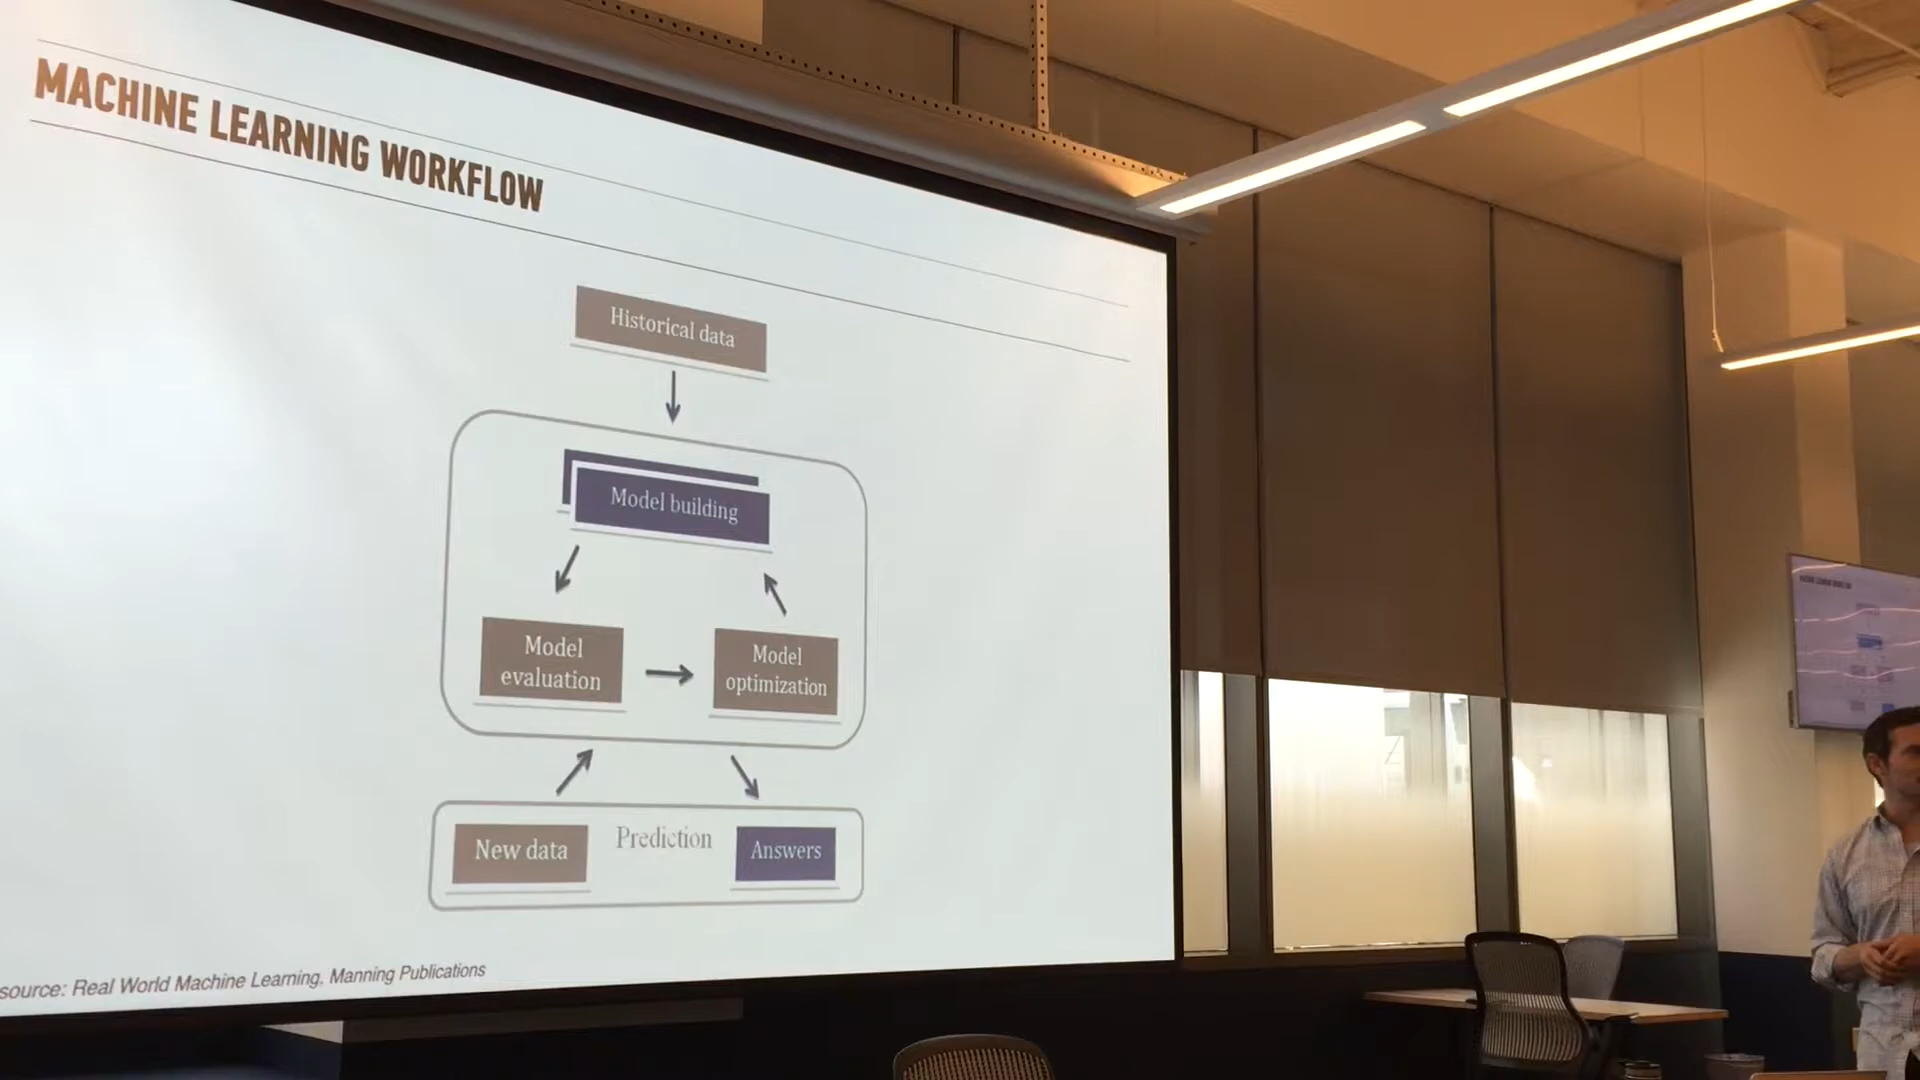 MACHINE LEARNING WORKFLOW
Historical data
Model building
Model
evaluation
Model
optimization
New data
Prediction
Answers
source: Real World Machine Learning, Manning Publications